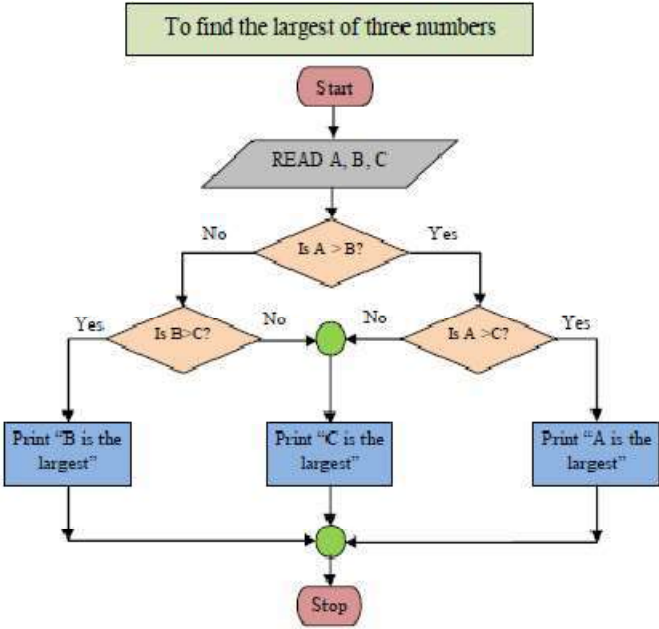 To find the largest of three numbers
Start
READ A, B, C
Is A > B?
No
Yes
Is B>C?
Yes
No
Is A >C?
No
Yes
Print “B is the
largest”
Print “C is the
largest”
Print “A is the
largest”
Stop